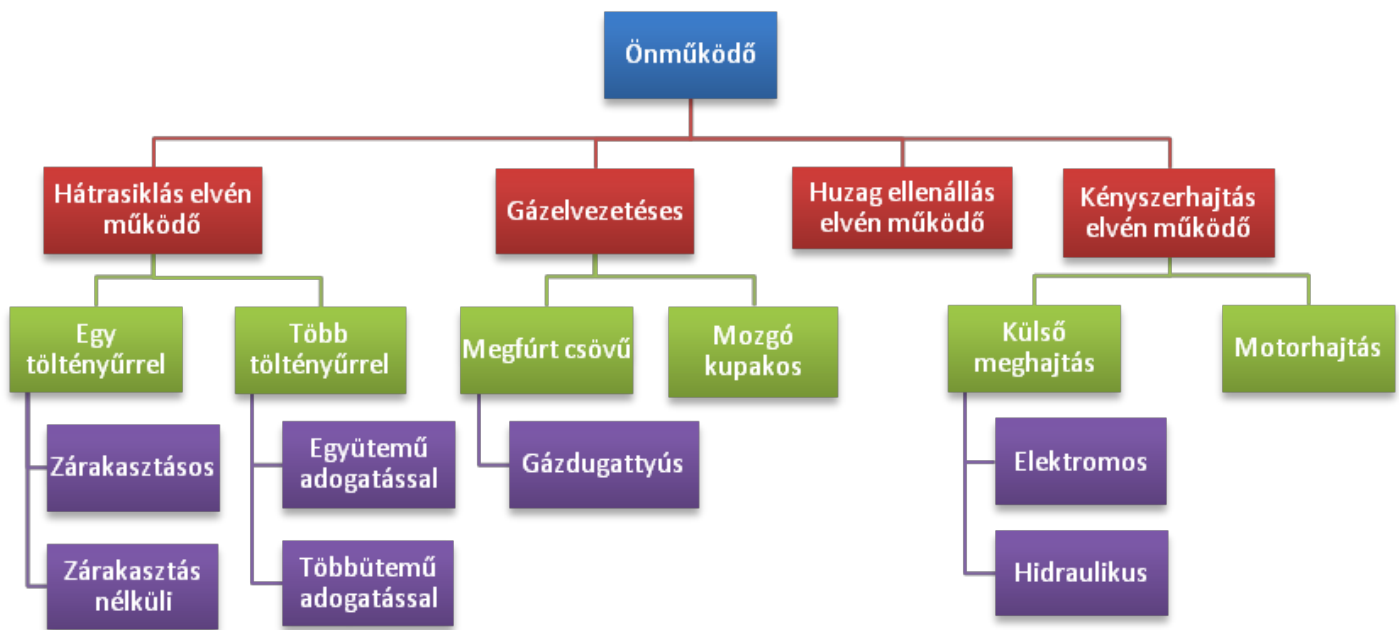 Önműködő
Hátrasiklás elvén
működő
Gázelvezetéses
Huzag ellenállás
elvén működő
Kényszerhajtás
elvén működő
Egy
töltényűrrel
Több
töltényűrrel
Megfúrt csövű
Mozgó
kupakos
Külső
meghajtás
Motorhajtás
Zárakasztásos
Együtemű
adogatással
Gázdugattyús
Elektromos
Zárakasztás
nélküli
Többütemű
adogatással
Hidraulikus